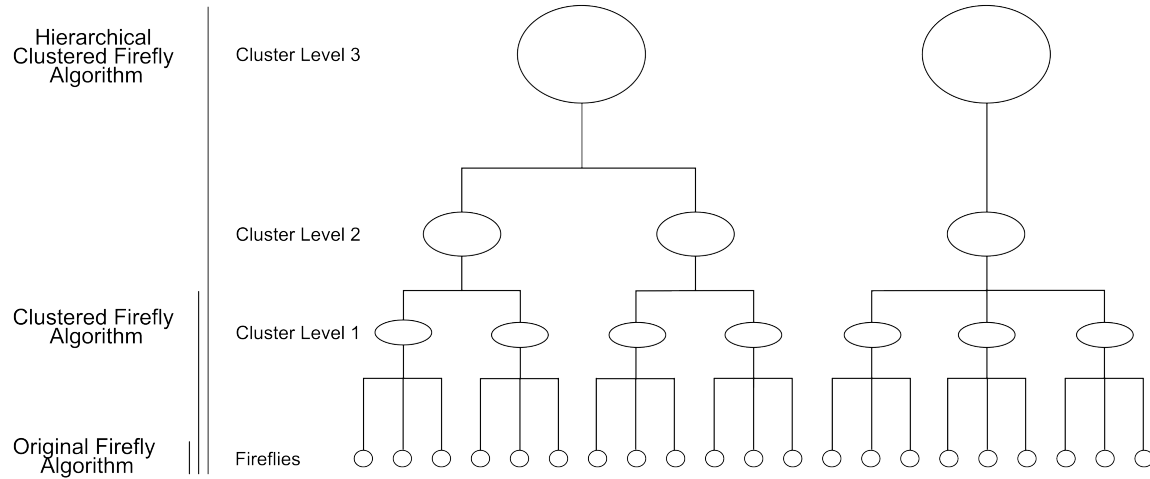 Hierarchical
Clustered Firefly
Algorithm
Cluster Level 3
Cluster Level 2
Clustered Firefly
Algorithm
Cluster Level 1
Original Firefly
Algorithm
Fireflies